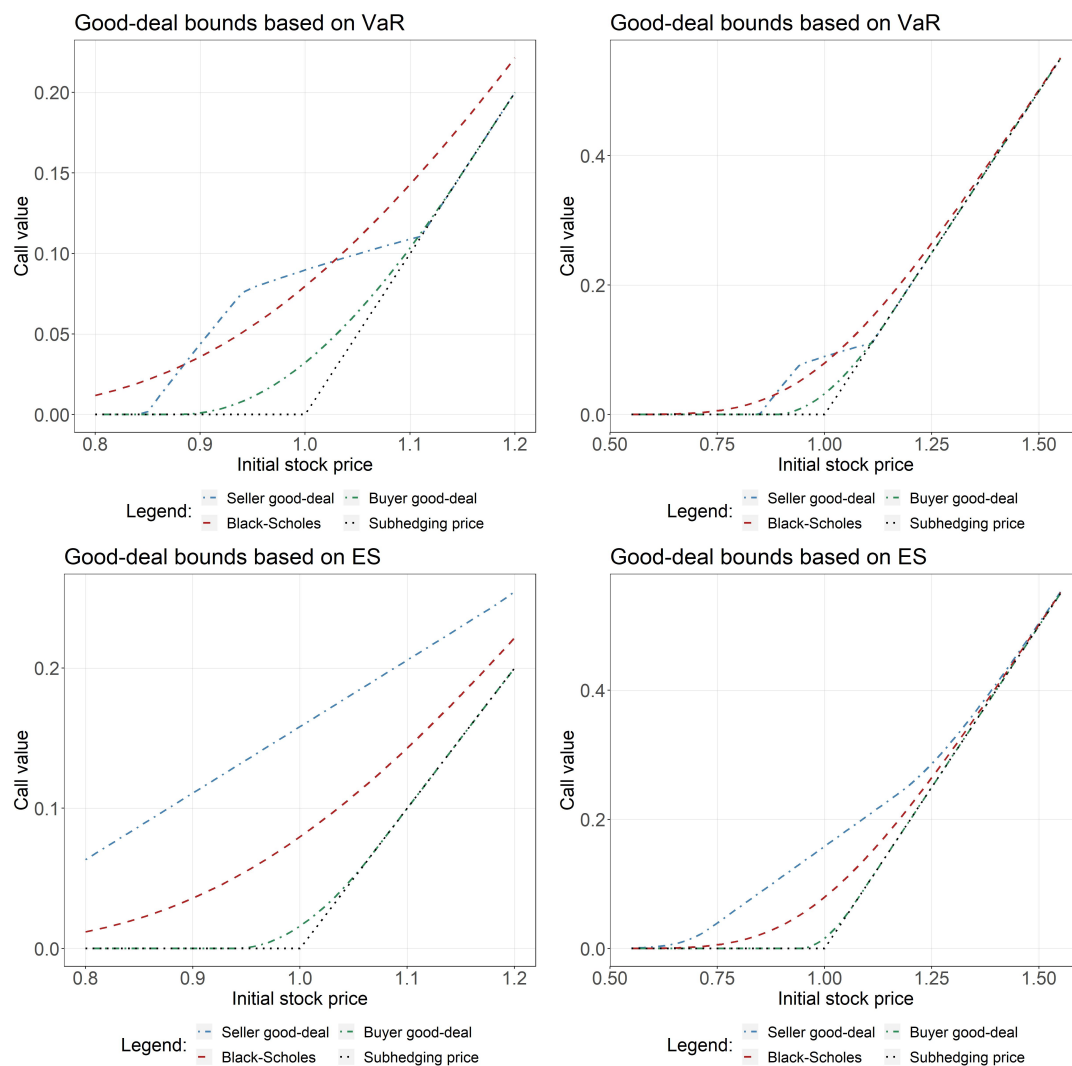 Good-deal bounds based on VaR
0.20
0.15
0.10
0.05
0.00
Call value
0.8 0.9 1.0 1.1 1.2
Initial stock price
Legend:
Seller good-deal Buyer good-deal
Black-Scholes Subhedging price
Good-deal bounds based on VaR
0.4
0.2
0.0
Call value
0.50 0.75 1.00 1.25 1.50
Initial stock price
Legend:
Seller good-deal Buyer good-deal
Black-Scholes Subhedging price
Good-deal bounds based on ES
0.2
0.1
0.0
Call value
0.8 0.9 1.0 1.1 1.2
Initial stock price
Legend:
Seller good-deal Buyer good-deal
Black-Scholes Subhedging price
Good-deal bounds based on ES
0.4
0.2
0.0
Call value
0.50 0.75 1.00 1.25 1.50
Initial stock price
Legend:
Seller good-deal Buyer good-deal
Black-Scholes Subhedging price